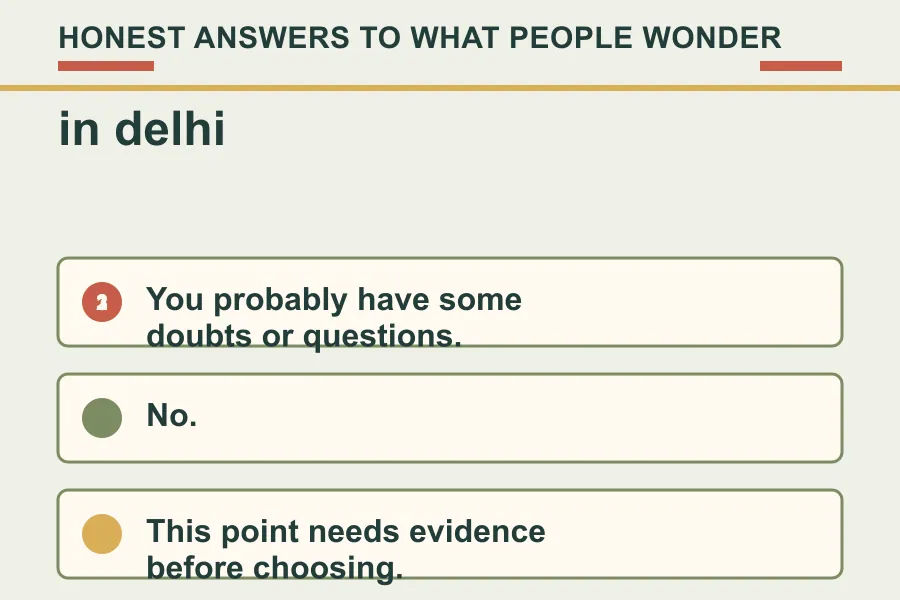 HONEST ANSWERS TO WHAT PEOPLE WONDER
in delhi
You probably have some
doubts or questions.
No.
This point needs evidence
before choosing.